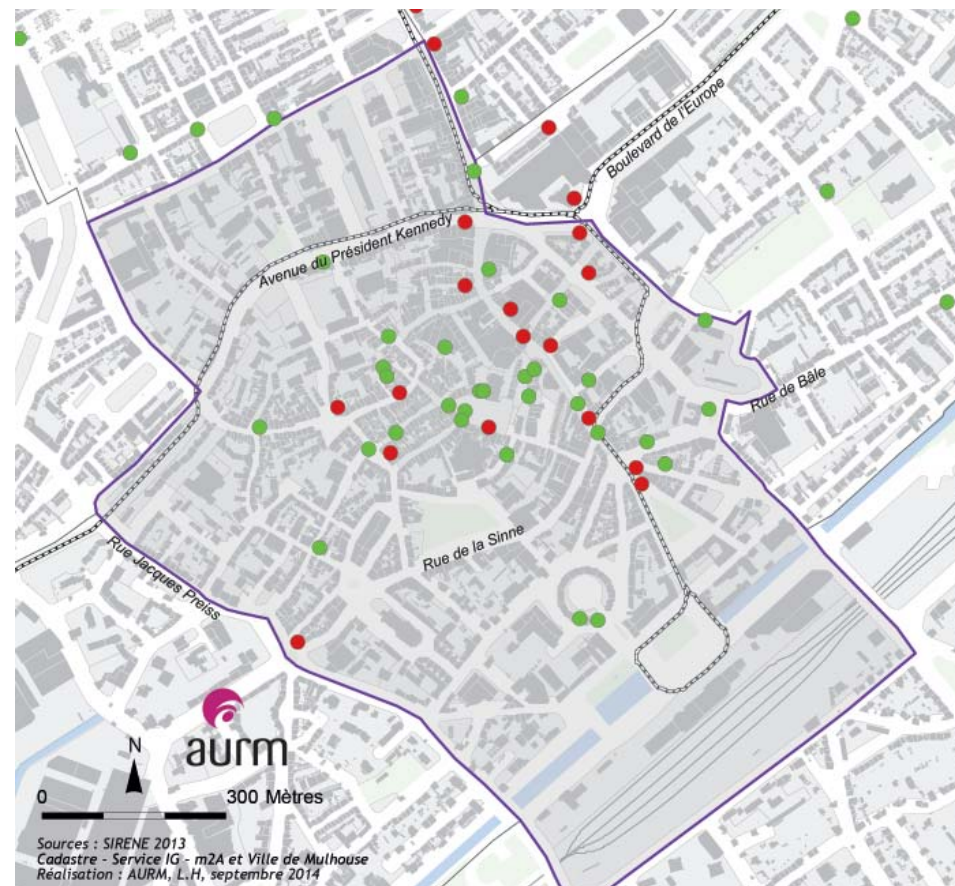 Boulevard de l'Europe
Avenue du Président Kennedy
Rue de Bâle
Rue de la Sinne
Rue Jacques Preiss
aurm
N
0 300 Mètres
Sources : SIRENE 2013
Cadastre - Service IG - m2A et Ville de Mulhouse
Réalisation : AURM, L.H, septembre 2014